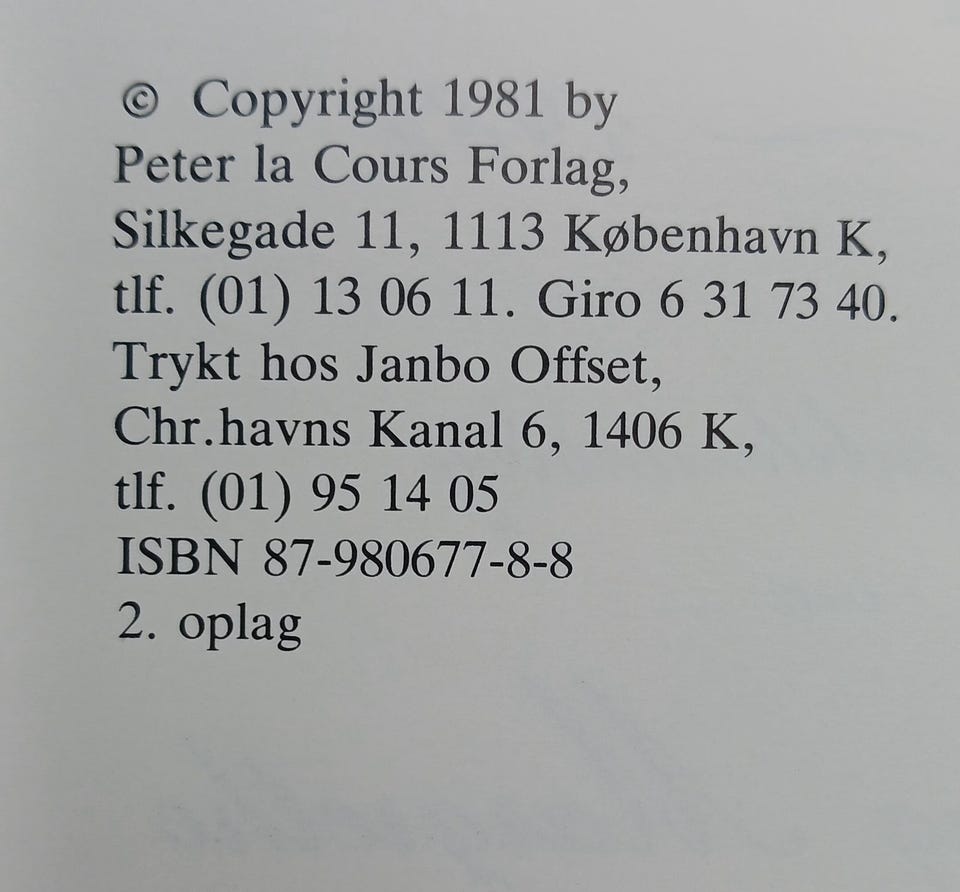 © Copyright 1981 by
Peter la Cours Forlag,
Silkegade 11, 1113 København K,
tlf. (01) 13 06 11. Giro 6 31 73 40.
Trykt hos Janbo Offset,
Chr.havns Kanal 6, 1406 K,
tlf. (01) 95 14 05
ISBN 87-980677-8-8
2. oplag